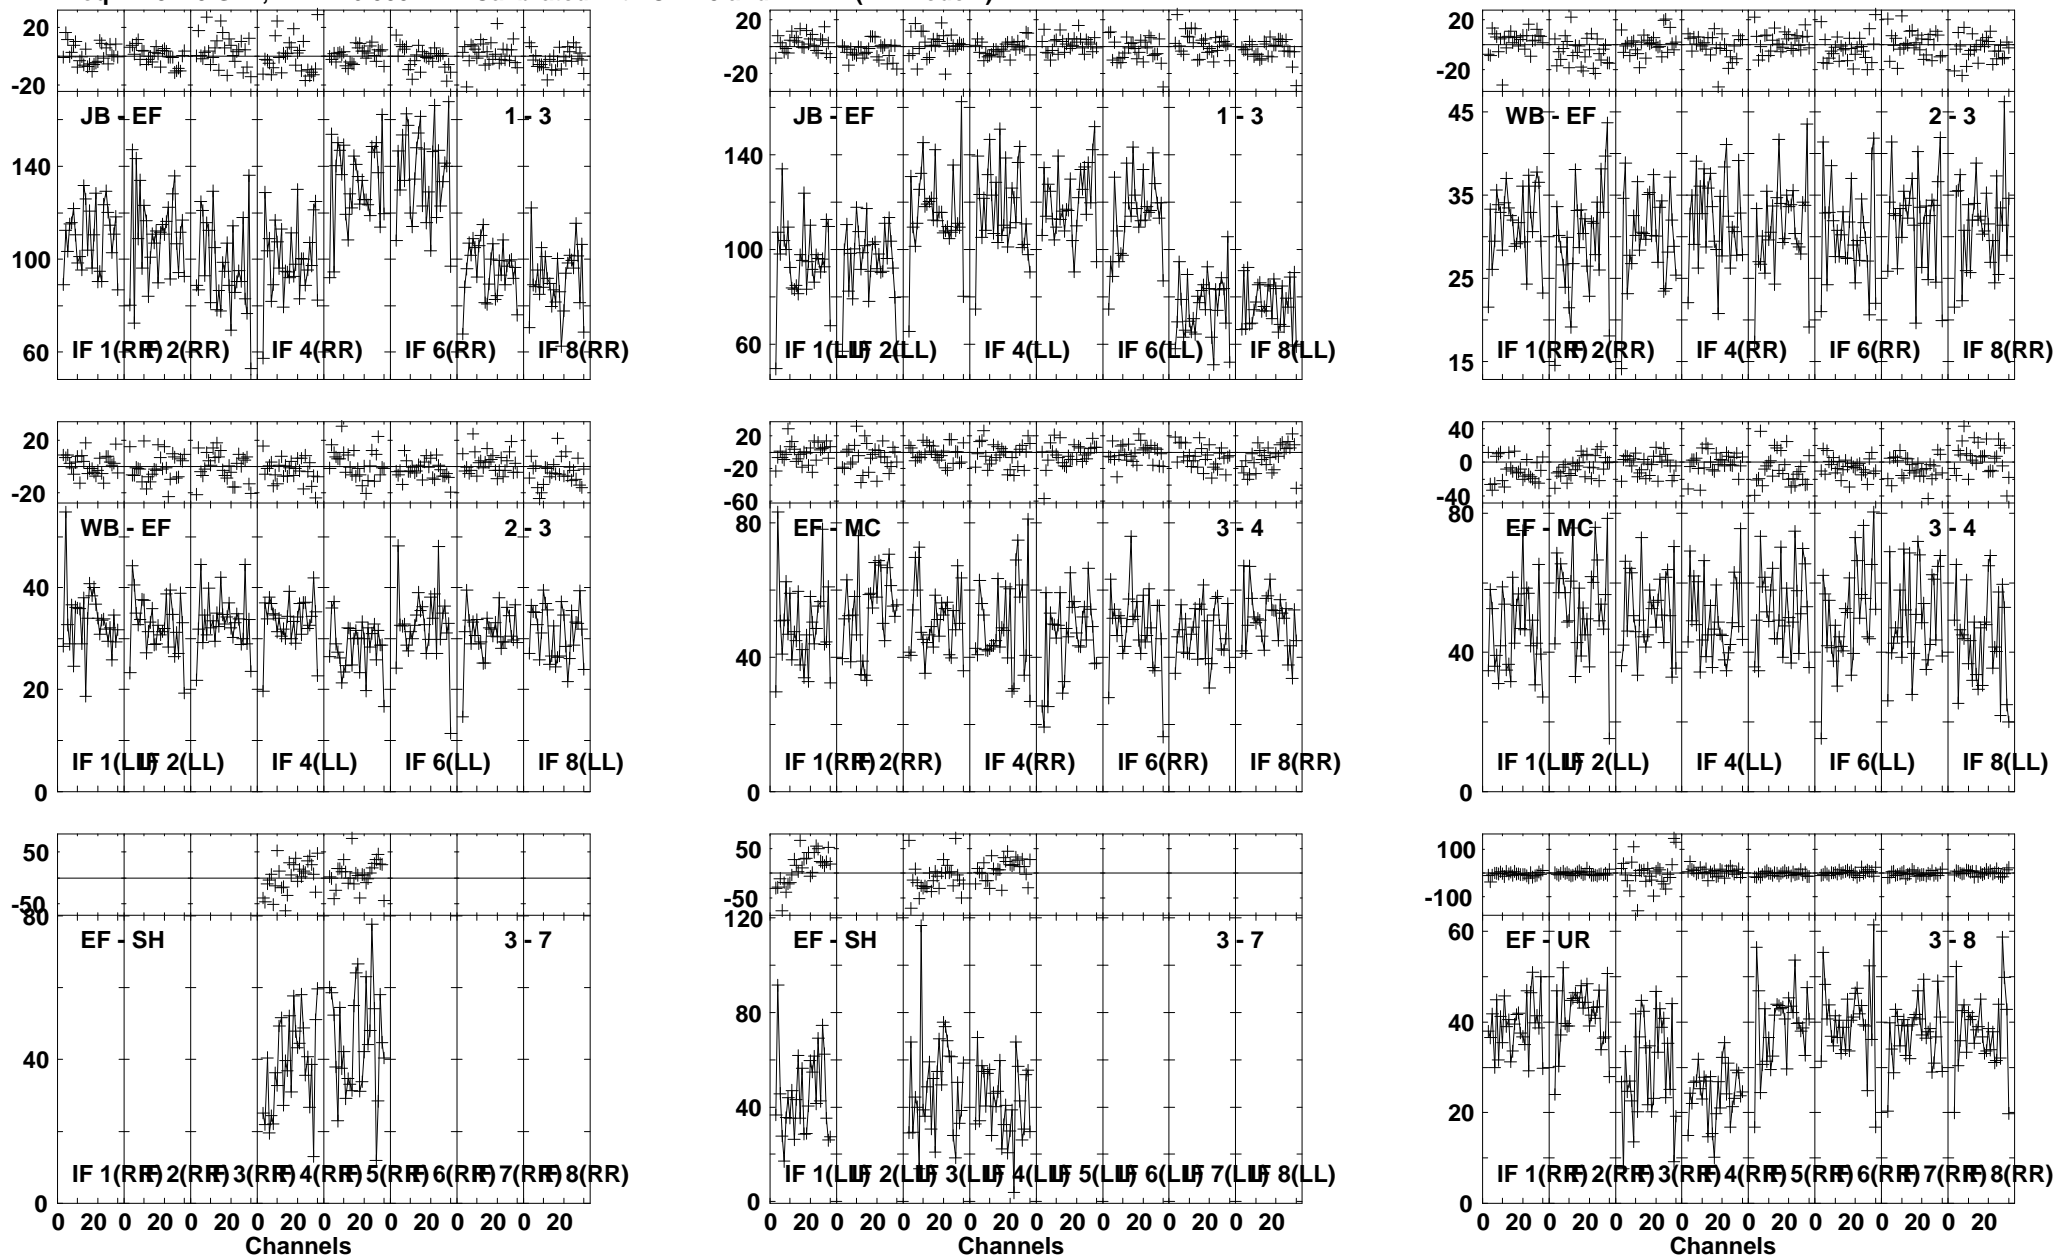 20
-20
JB - EF
1 - 3
140
100
60
IF 1(RR) IF 2(RR) IF 4(RR) IF 6(RR) IF 8(RR)
20
-20
JB - EF
1 - 3
140
100
60
IF 1(LL) IF 2(LL) IF 4(LL) IF 6(LL) IF 8(LL)
20
-20
WB - EF
2 - 3
45
35
25
15
IF 1(RR) IF 2(RR) IF 4(RR) IF 6(RR) IF 8(RR)
20
-20
WB - EF
2 - 3
40
20
0
IF 1(LL) IF 2(LL) IF 4(LL) IF 6(LL) IF 8(LL)
20
-20
-60
80
EF - MC
3 - 4
40
0
IF 1(RR) IF 2(RR) IF 4(RR) IF 6(RR) IF 8(RR)
40
0
-40
80
EF - MC
3 - 4
40
0
IF 1(LL) IF 2(LL) IF 4(LL) IF 6(LL) IF 8(LL)
50
-50
80
EF - SH
3 - 7
40
0
IF 1(RR) IF 2(RR) IF 3(RR) IF 4(RR) IF 5(RR) IF 6(RR) IF 7(RR) IF 8(RR)
0 20 0 20 0 20 0 20 0 20 0 20 0 20 0 20
Channels
50
-50
120
EF - SH
3 - 7
80
40
0
IF 1(LL) IF 2(LL) IF 3(LL) IF 4(LL) IF 5(LL) IF 6(LL) IF 7(LL) IF 8(LL)
0 20 0 20 0 20 0 20 0 20 0 20 0 20 0 20
Channels
100
-100
60
EF - UR
3 - 8
40
20
0
IF 1(RR) IF 2(RR) IF 3(RR) IF 4(RR) IF 5(RR) IF 6(RR) IF 7(RR) IF 8(RR)
0 20 0 20 0 20 0 20 0 20 0 20 0 20 0 20
Channels